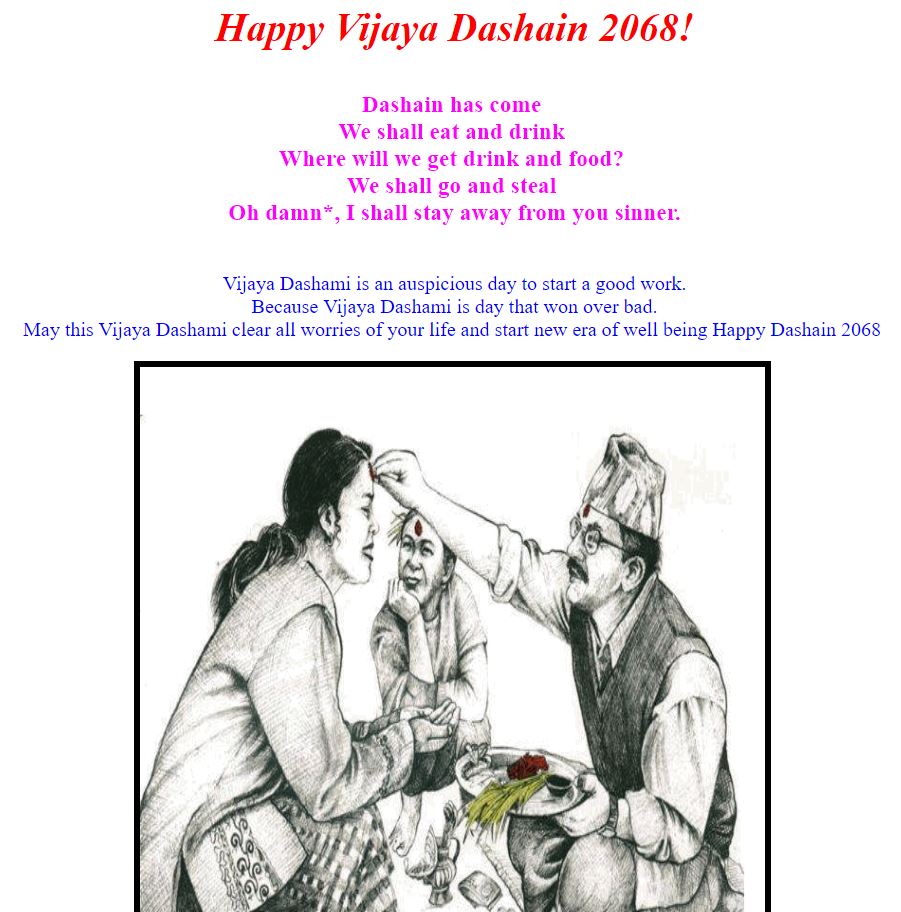 Happy Vijaya Dashain 2068!
Dashain has come
We shall eat and drink
Where will we get drink and food?
We shall go and steal
Oh damn*, I shall stay away from you sinner.
Vijaya Dashami is an auspicious day to start a good work.
Because Vijaya Dashami is day that won over bad.
May this Vijaya Dashami clear all worries of your life and start new era of well being Happy Dashain 2068